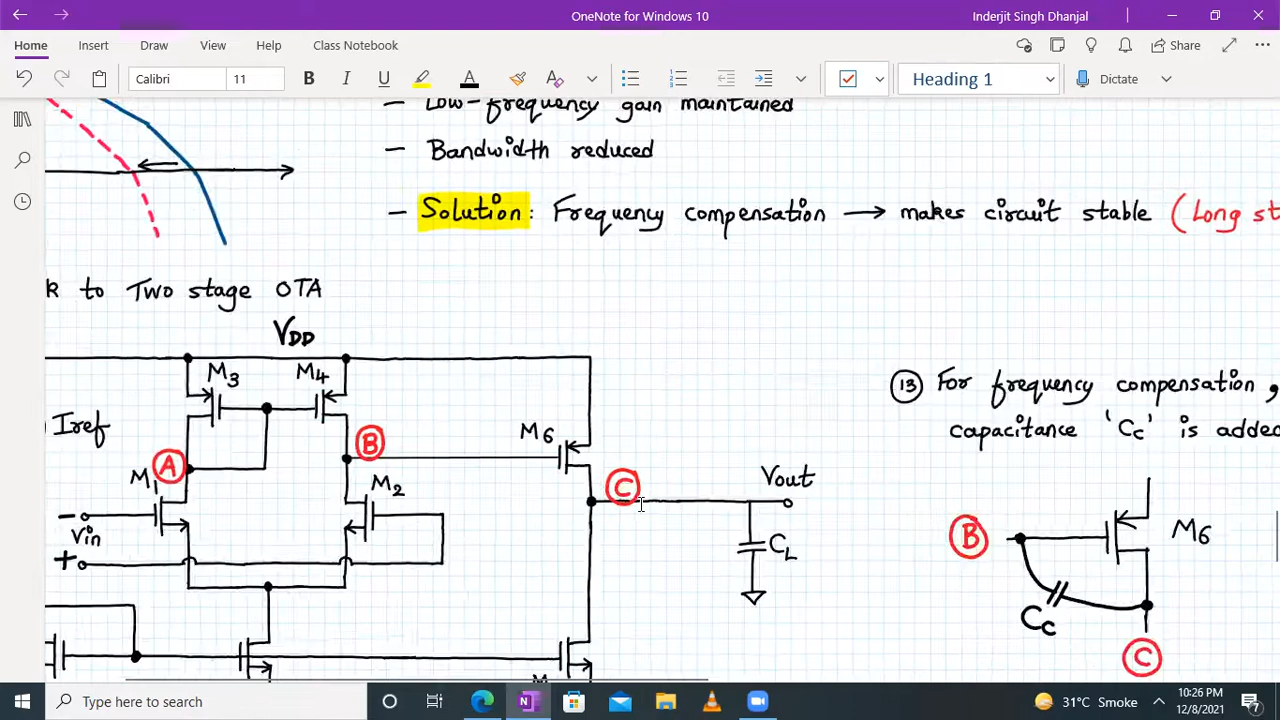 OneNote for Windows 10
Inderjit Singh Dhanjal
Home Insert Draw View Help Class Notebook
Share
Calibri 11 B I U A Heading 1 Dictate
- Low-frequency gain maintained
- Bandwidth reduced
- Solution: Frequency compensation → makes circuit stable (Long
to Two stage OTA
VDD
M3 M4
Iref
A B
M6
M1 M2
C
Vout
- Vin
+
CL
13 For frequency compensation,
capacitance 'Cc' is added
B M6
Cc
C
Type here to search
31°C Smoke
10:26 PM
12/8/2021
7